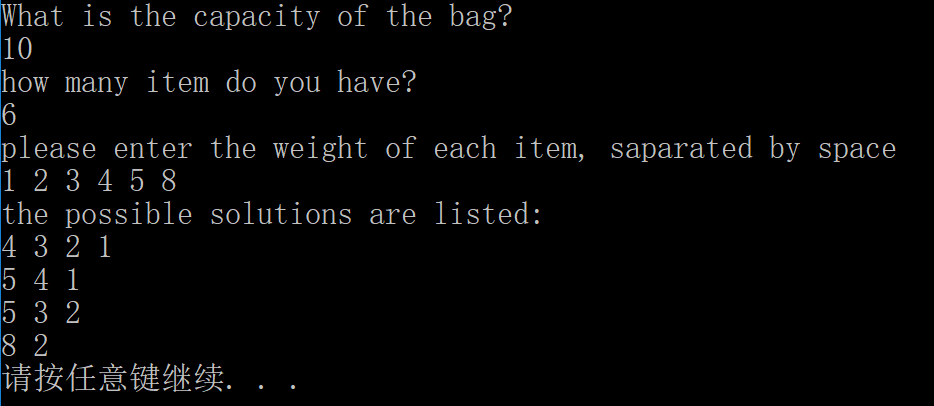 What is the capacity of the bag?
10
how many item do you have?
6
please enter the weight of each item, saparated by space
1 2 3 4 5 8
the possible solutions are listed:
4 3 2 1
5 4 1
5 3 2
8 2
请按任意键继续. . .